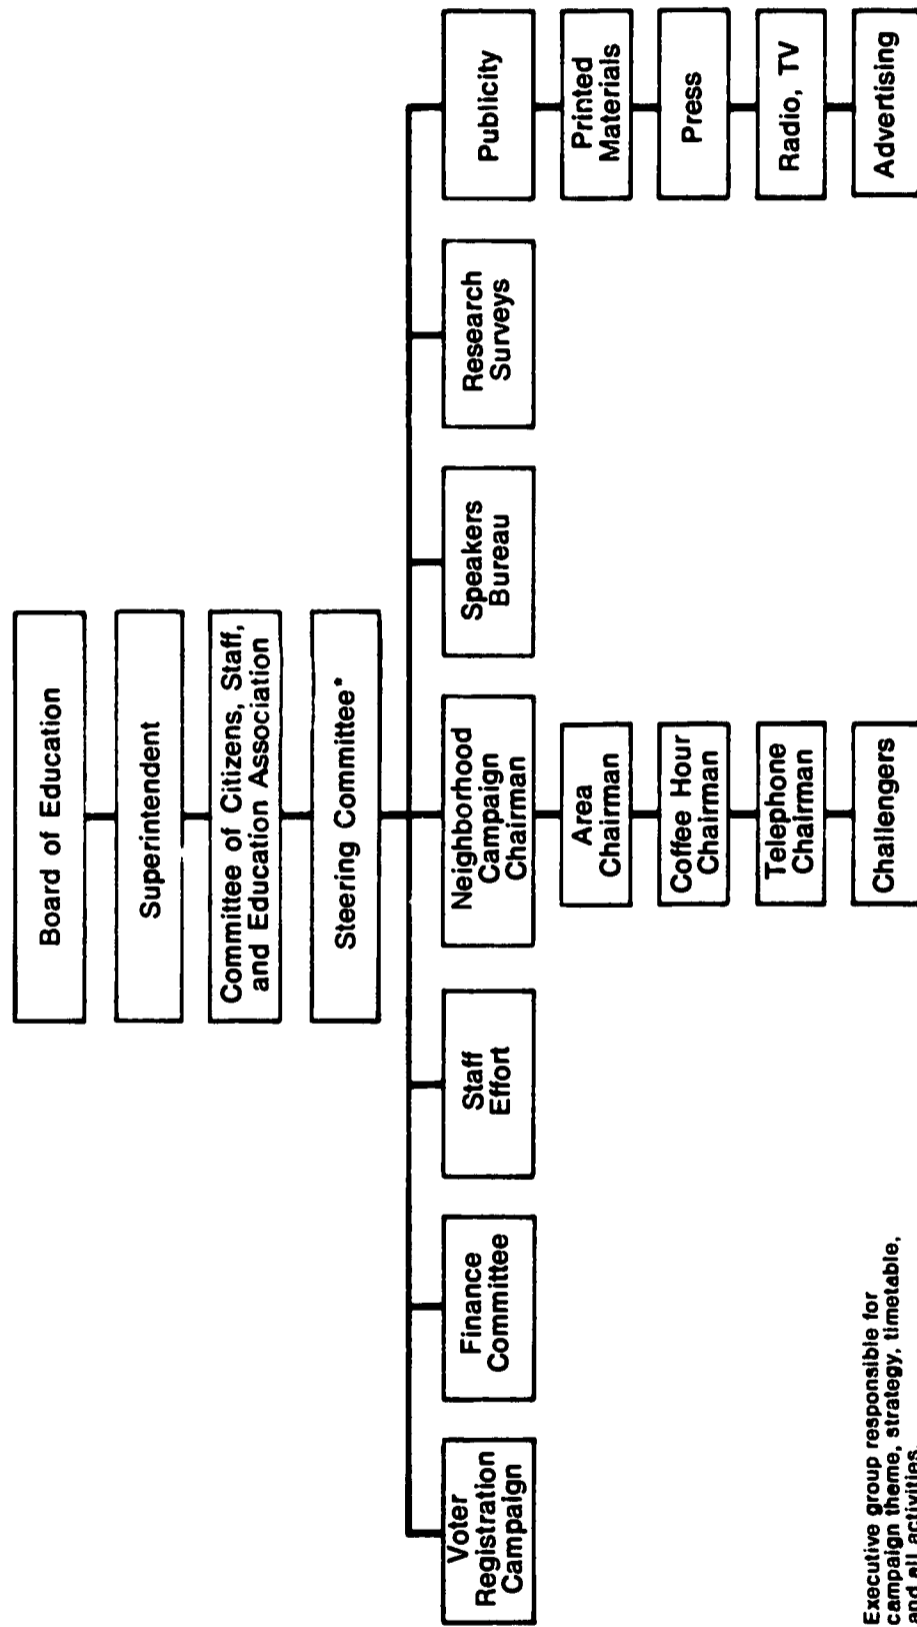 Board of Education
Superintendent
Committee of Citizens, Staff,
and Education Association
Steering Committee*
Voter
Registration
Campaign
Finance
Committee
Staff
Effort
Neighborhood
Campaign
Chairman
Speakers
Bureau
Research
Surveys
Publicity
Area
Chairman
Coffee Hour
Chairman
Telephone
Chairman
Challengers
Printed
Materials
Press
Radio, TV
Advertising
Executive group responsible for
campaign theme, strategy, timetable,
and all activities.